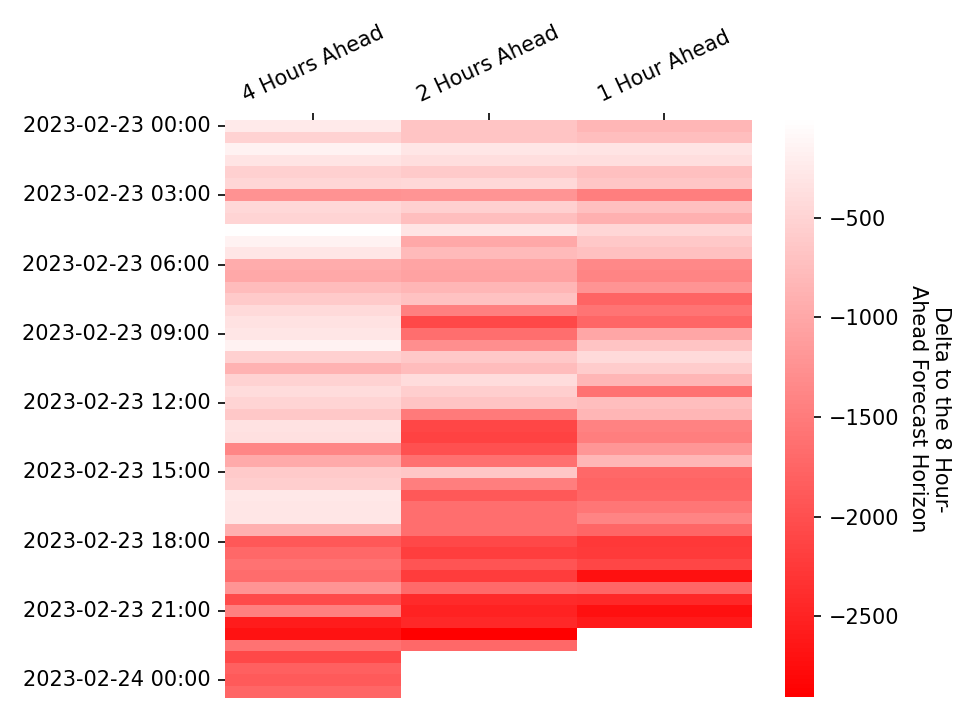 4 Hours Ahead
2 Hours Ahead
1 Hour Ahead
2023-02-23 00:00
2023-02-23 03:00
2023-02-23 06:00
2023-02-23 09:00
2023-02-23 12:00
2023-02-23 15:00
2023-02-23 18:00
2023-02-23 21:00
2023-02-24 00:00
−500
−1000
−1500
−2000
−2500
Delta to the 8 Hour-
Ahead Forecast Horizon